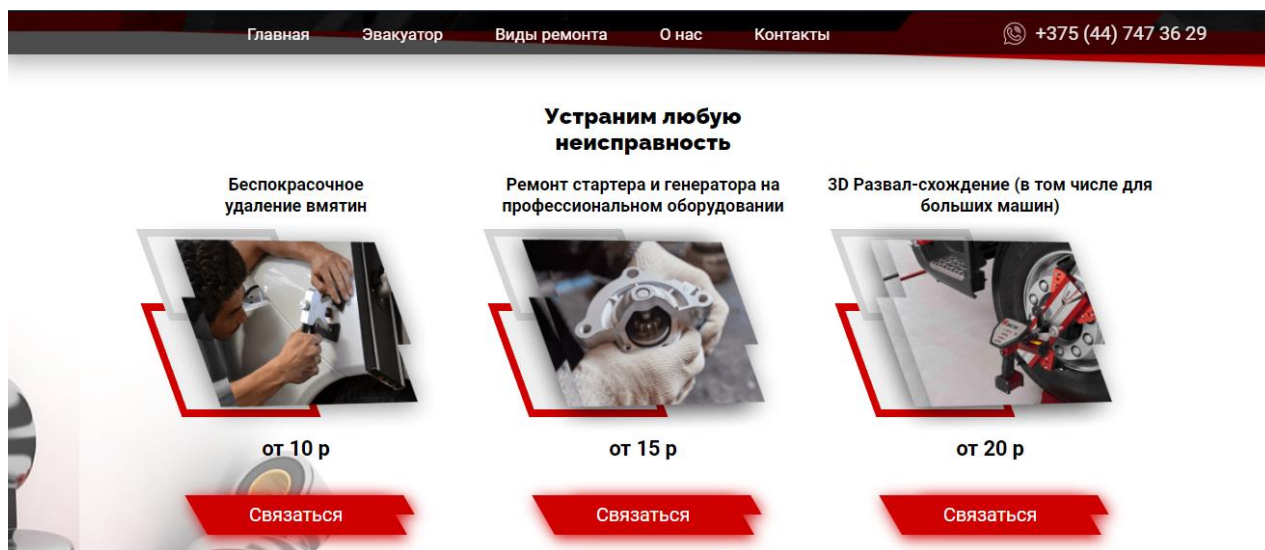 Главная Эвакуатор Виды ремонта О нас Контакты +375 (44) 747 36 29
Устраним любую
неисправность
Беспокрасочное
удаление вмятин
Ремонт стартера и генератора на
профессиональном оборудовании
3D Развал-схождение (в том числе для
больших машин)
от 10 р
от 15 р
от 20 р
Связаться
Связаться
Связаться